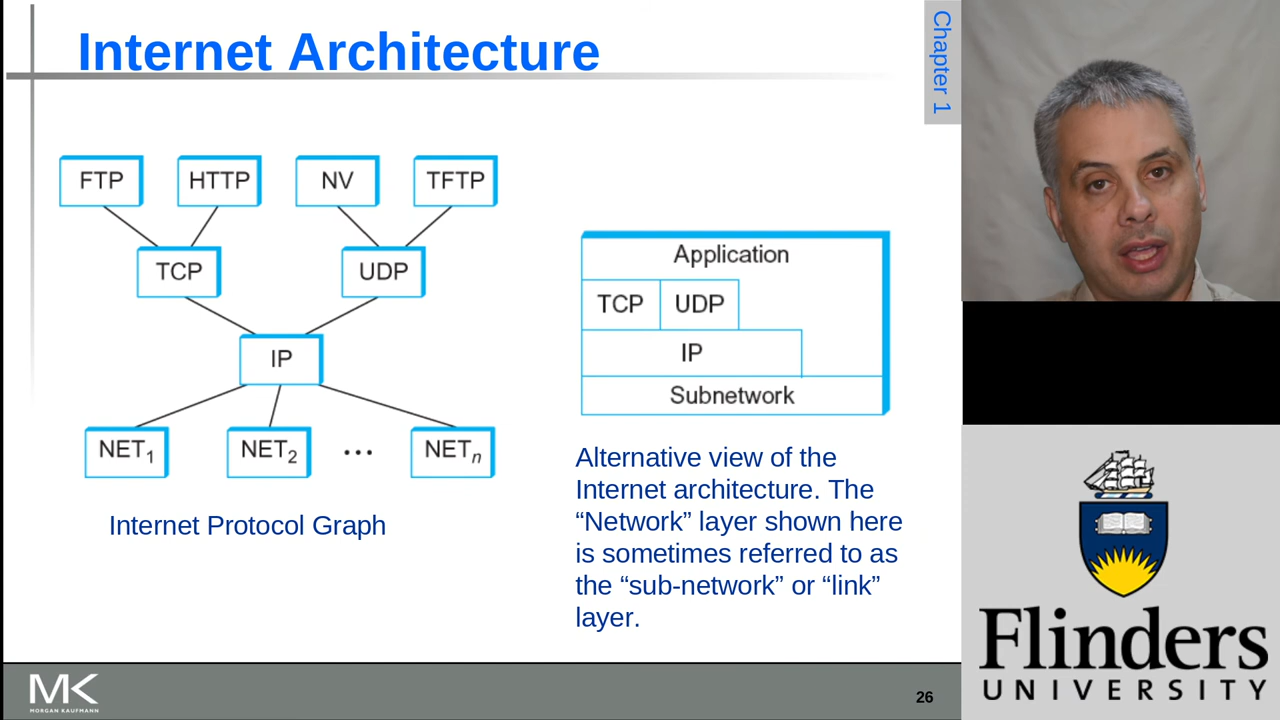 Internet Architecture
Chapter 1
FTP
HTTP
NV
TFTP
TCP
UDP
IP
NET1
NET2
...
NETn
Internet Protocol Graph
Application
TCP
UDP
IP
Subnetwork
Alternative view of the
Internet architecture. The
“Network” layer shown here
is sometimes referred to as
the “sub-network” or “link”
layer.
MK
MORGAN KAUFMANN
26
Flinders
UNIVERSITY